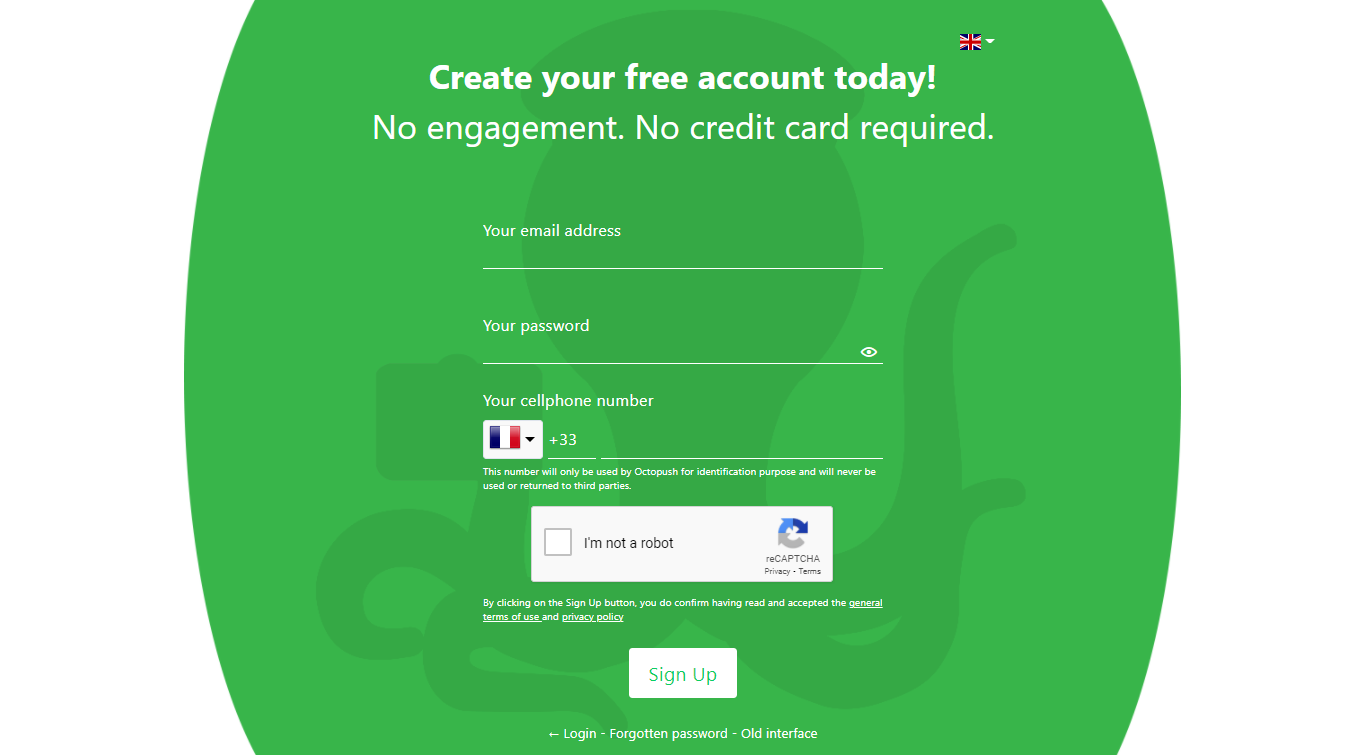 Create your free account today!
No engagement. No credit card required.
Your email address
Your password
Your cellphone number
+33
This number will only be used by Octopush for identification purpose and will never be
used or returned to third parties.
I'm not a robot
reCAPTCHA
Privacy - Terms
By clicking on the Sign Up button, you do confirm having read and accepted the general
terms of use and privacy policy
Sign Up
← Login - Forgotten password - Old interface